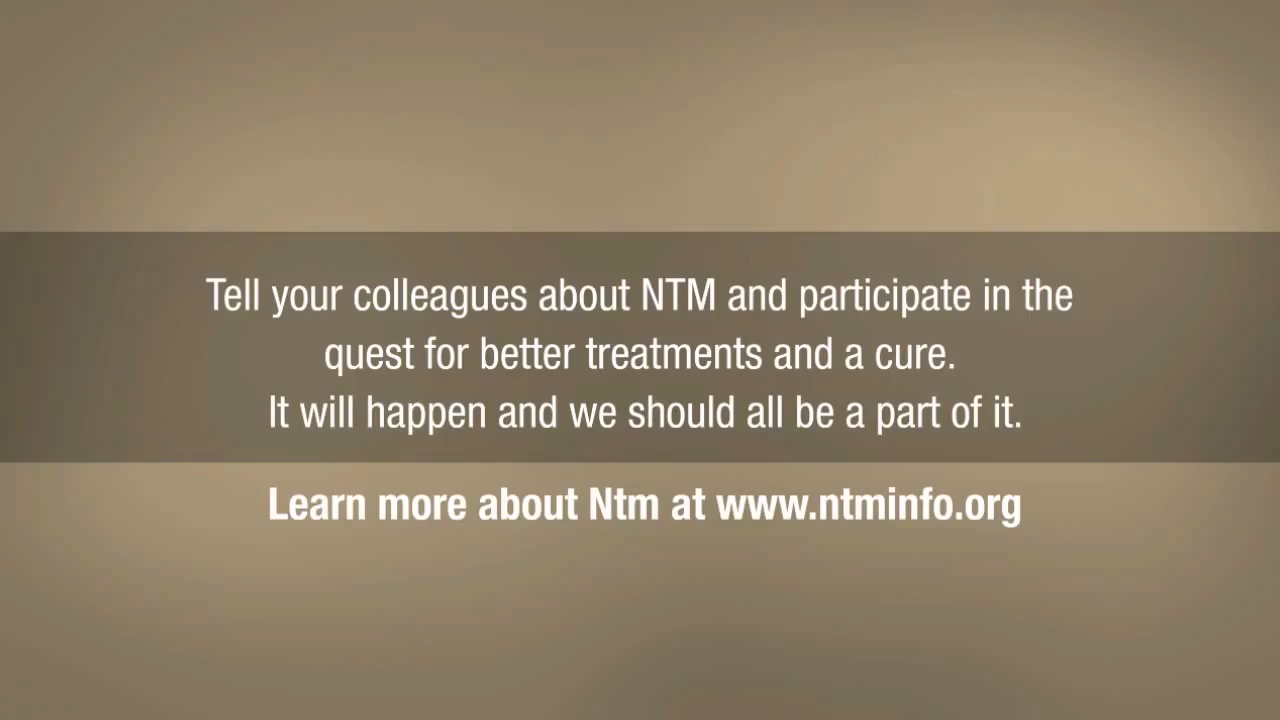 Tell your colleagues about NTM and participate in the
quest for better treatments and a cure.
It will happen and we should all be a part of it.
Learn more about Ntm at www.ntminfo.org